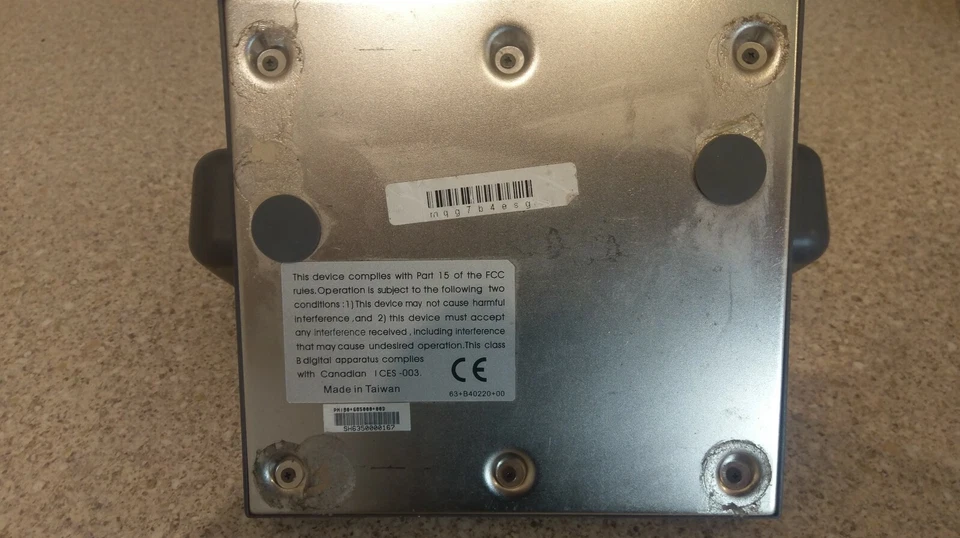 mqg7b4esg
This device complies with Part 15 of the FCC
rules.Operation is subject to the following two
conditions :1) This device may not cause harmful
interference ,and 2) this device must accept
any interference received , including interference
that may cause undesired operation.This class
B digital apparatus complies
with Canadian ICES -003.
CE
Made in Taiwan
63+B40220+00
SH6350000167